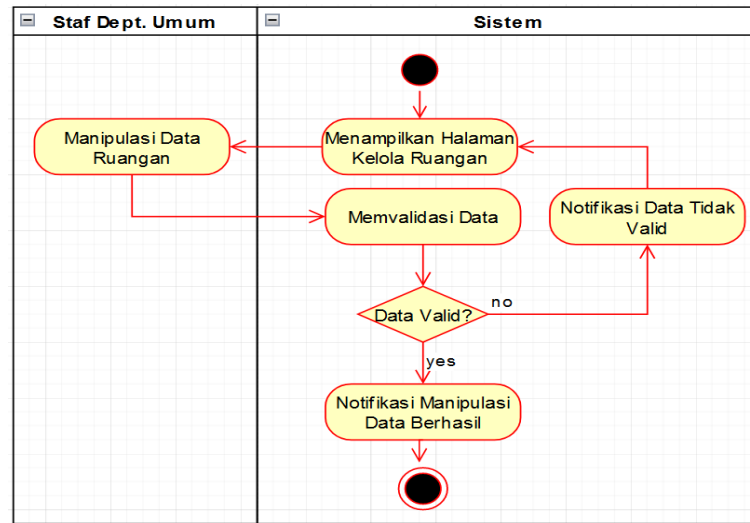 Staf Dept. Umum
Sistem
Manipulasi Data
Ruangan
Menampilkan Halaman
Kelola Ruangan
Memvalidasi Data
Notifikasi Data Tidak
Valid
Data Valid?
no
yes
Notifikasi Manipulasi
Data Berhasil